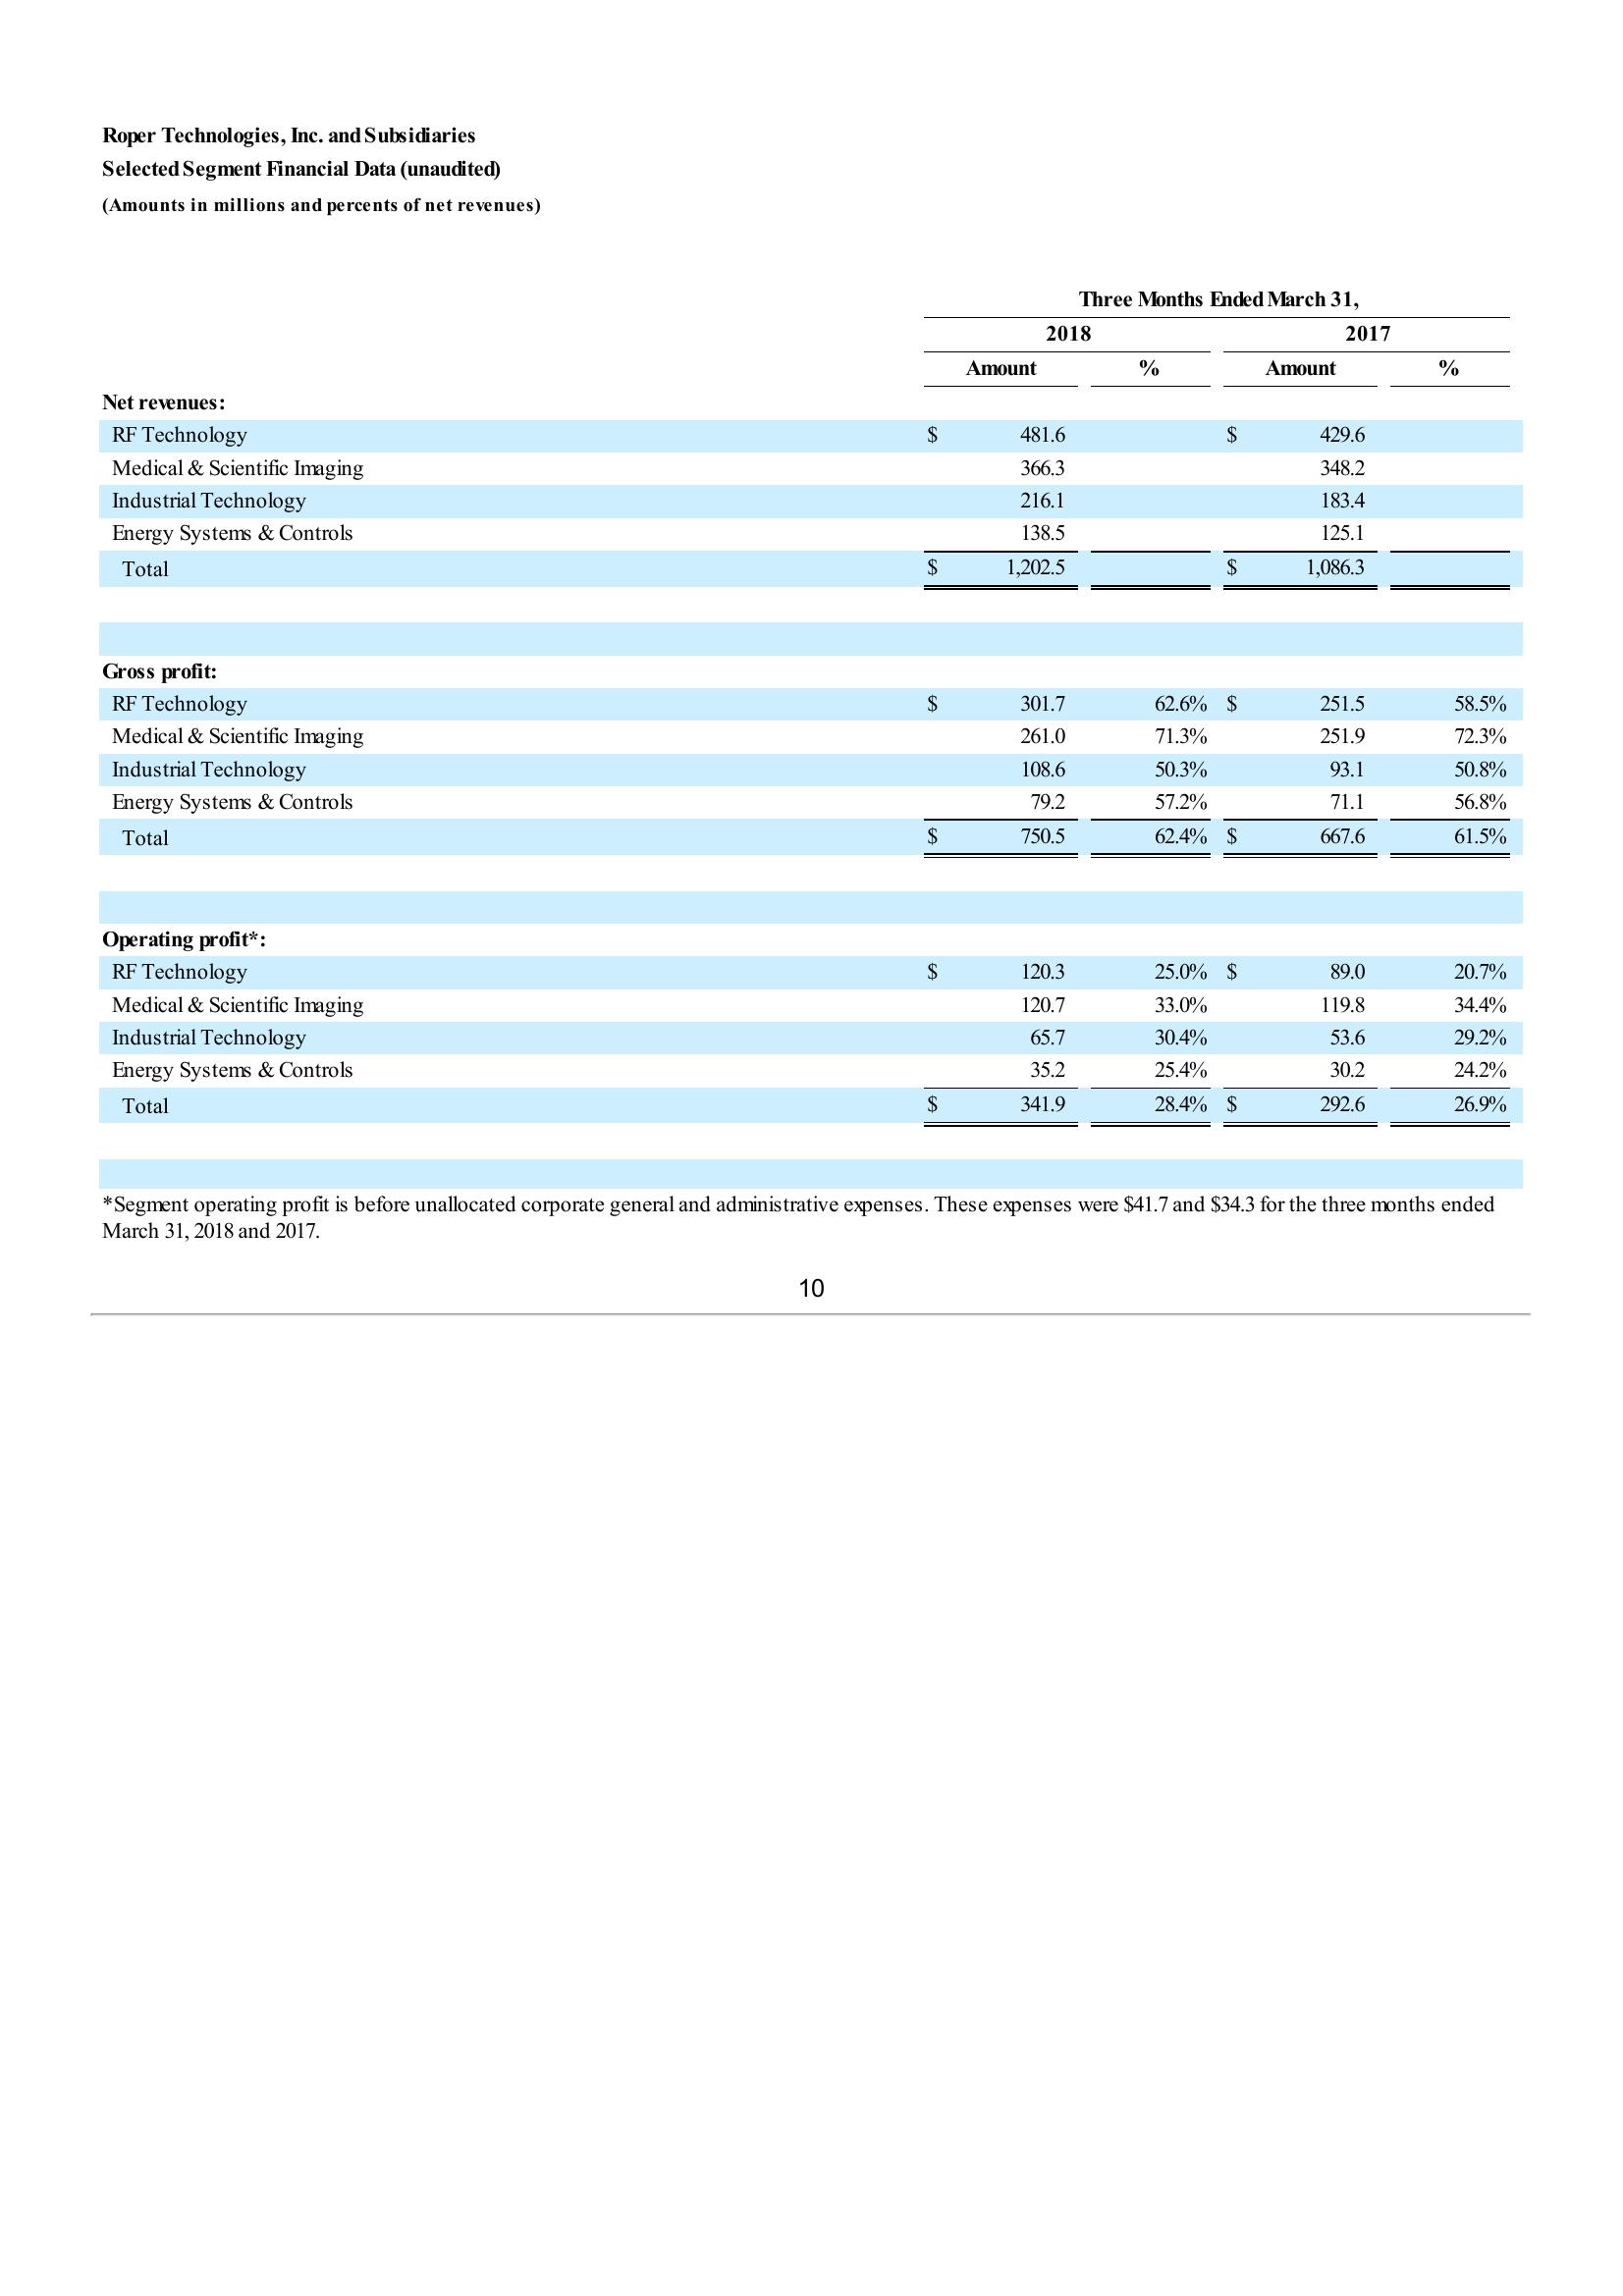 Roper Technologies, Inc. and Subsidiaries
Selected Segment Financial Data (unaudited)
(Amounts in millions and percents of net revenues)
Three Months Ended March 31,
2018 2017
Amount % Amount %
Net revenues:
RF Technology $ 481.6 $ 429.6
Medical & Scientific Imaging 366.3 348.2
Industrial Technology 216.1 183.4
Energy Systems & Controls 138.5 125.1
Total $ 1,202.5 $ 1,086.3
Gross profit:
RF Technology $ 301.7 62.6% $ 251.5 58.5%
Medical & Scientific Imaging 261.0 71.3% 251.9 72.3%
Industrial Technology 108.6 50.3% 93.1 50.8%
Energy Systems & Controls 79.2 57.2% 71.1 56.8%
Total $ 750.5 62.4% $ 667.6 61.5%
Operating profit*:
RF Technology $ 120.3 25.0% $ 89.0 20.7%
Medical & Scientific Imaging 120.7 33.0% 119.8 34.4%
Industrial Technology 65.7 30.4% 53.6 29.2%
Energy Systems & Controls 35.2 25.4% 30.2 24.2%
Total $ 341.9 28.4% $ 292.6 26.9%
*Segment operating profit is before unallocated corporate general and administrative expenses. These expenses were $41.7 and $34.3 for the three months ended
March 31, 2018 and 2017.
10